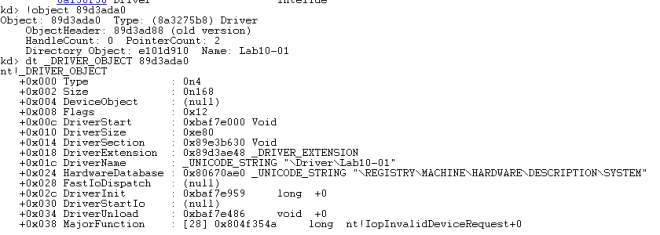 kd> !object 89d3ada0
Object: 89d3ada0  Type: (8a3275b8) Driver
    ObjectHeader: 89d3ad88 (old version)
    HandleCount: 0  PointerCount: 2
    Directory Object: e101d910  Name: Lab10-01
kd> dt _DRIVER_OBJECT 89d3ada0
nt!_DRIVER_OBJECT
   +0x000 Type             : 0n4
   +0x002 Size             : 0n168
   +0x004 DeviceObject     : (null)
   +0x008 Flags            : 0x12
   +0x00c DriverStart      : 0xbaf7e000 Void
   +0x010 DriverSize       : 0xe80
   +0x014 DriverSection    : 0x89e3b630 Void
   +0x018 DriverExtension  : 0x89d3ae48 _DRIVER_EXTENSION
   +0x01c DriverName       : _UNICODE_STRING "\Driver\Lab10-01"
   +0x024 HardwareDatabase : 0x80670ae0 _UNICODE_STRING "\REGISTRY\MACHINE\HARDWARE\DESCRIPTION\SYSTEM"
   +0x028 FastIoDispatch   : (null)
   +0x02c DriverInit       : 0xbaf7e959     long  +0
   +0x030 DriverStartIo    : (null)
   +0x034 DriverUnload     : 0xbaf7e486     void  +0
   +0x038 MajorFunction    : [28] 0x804f354a     long  nt!IopInvalidDeviceRequest+0